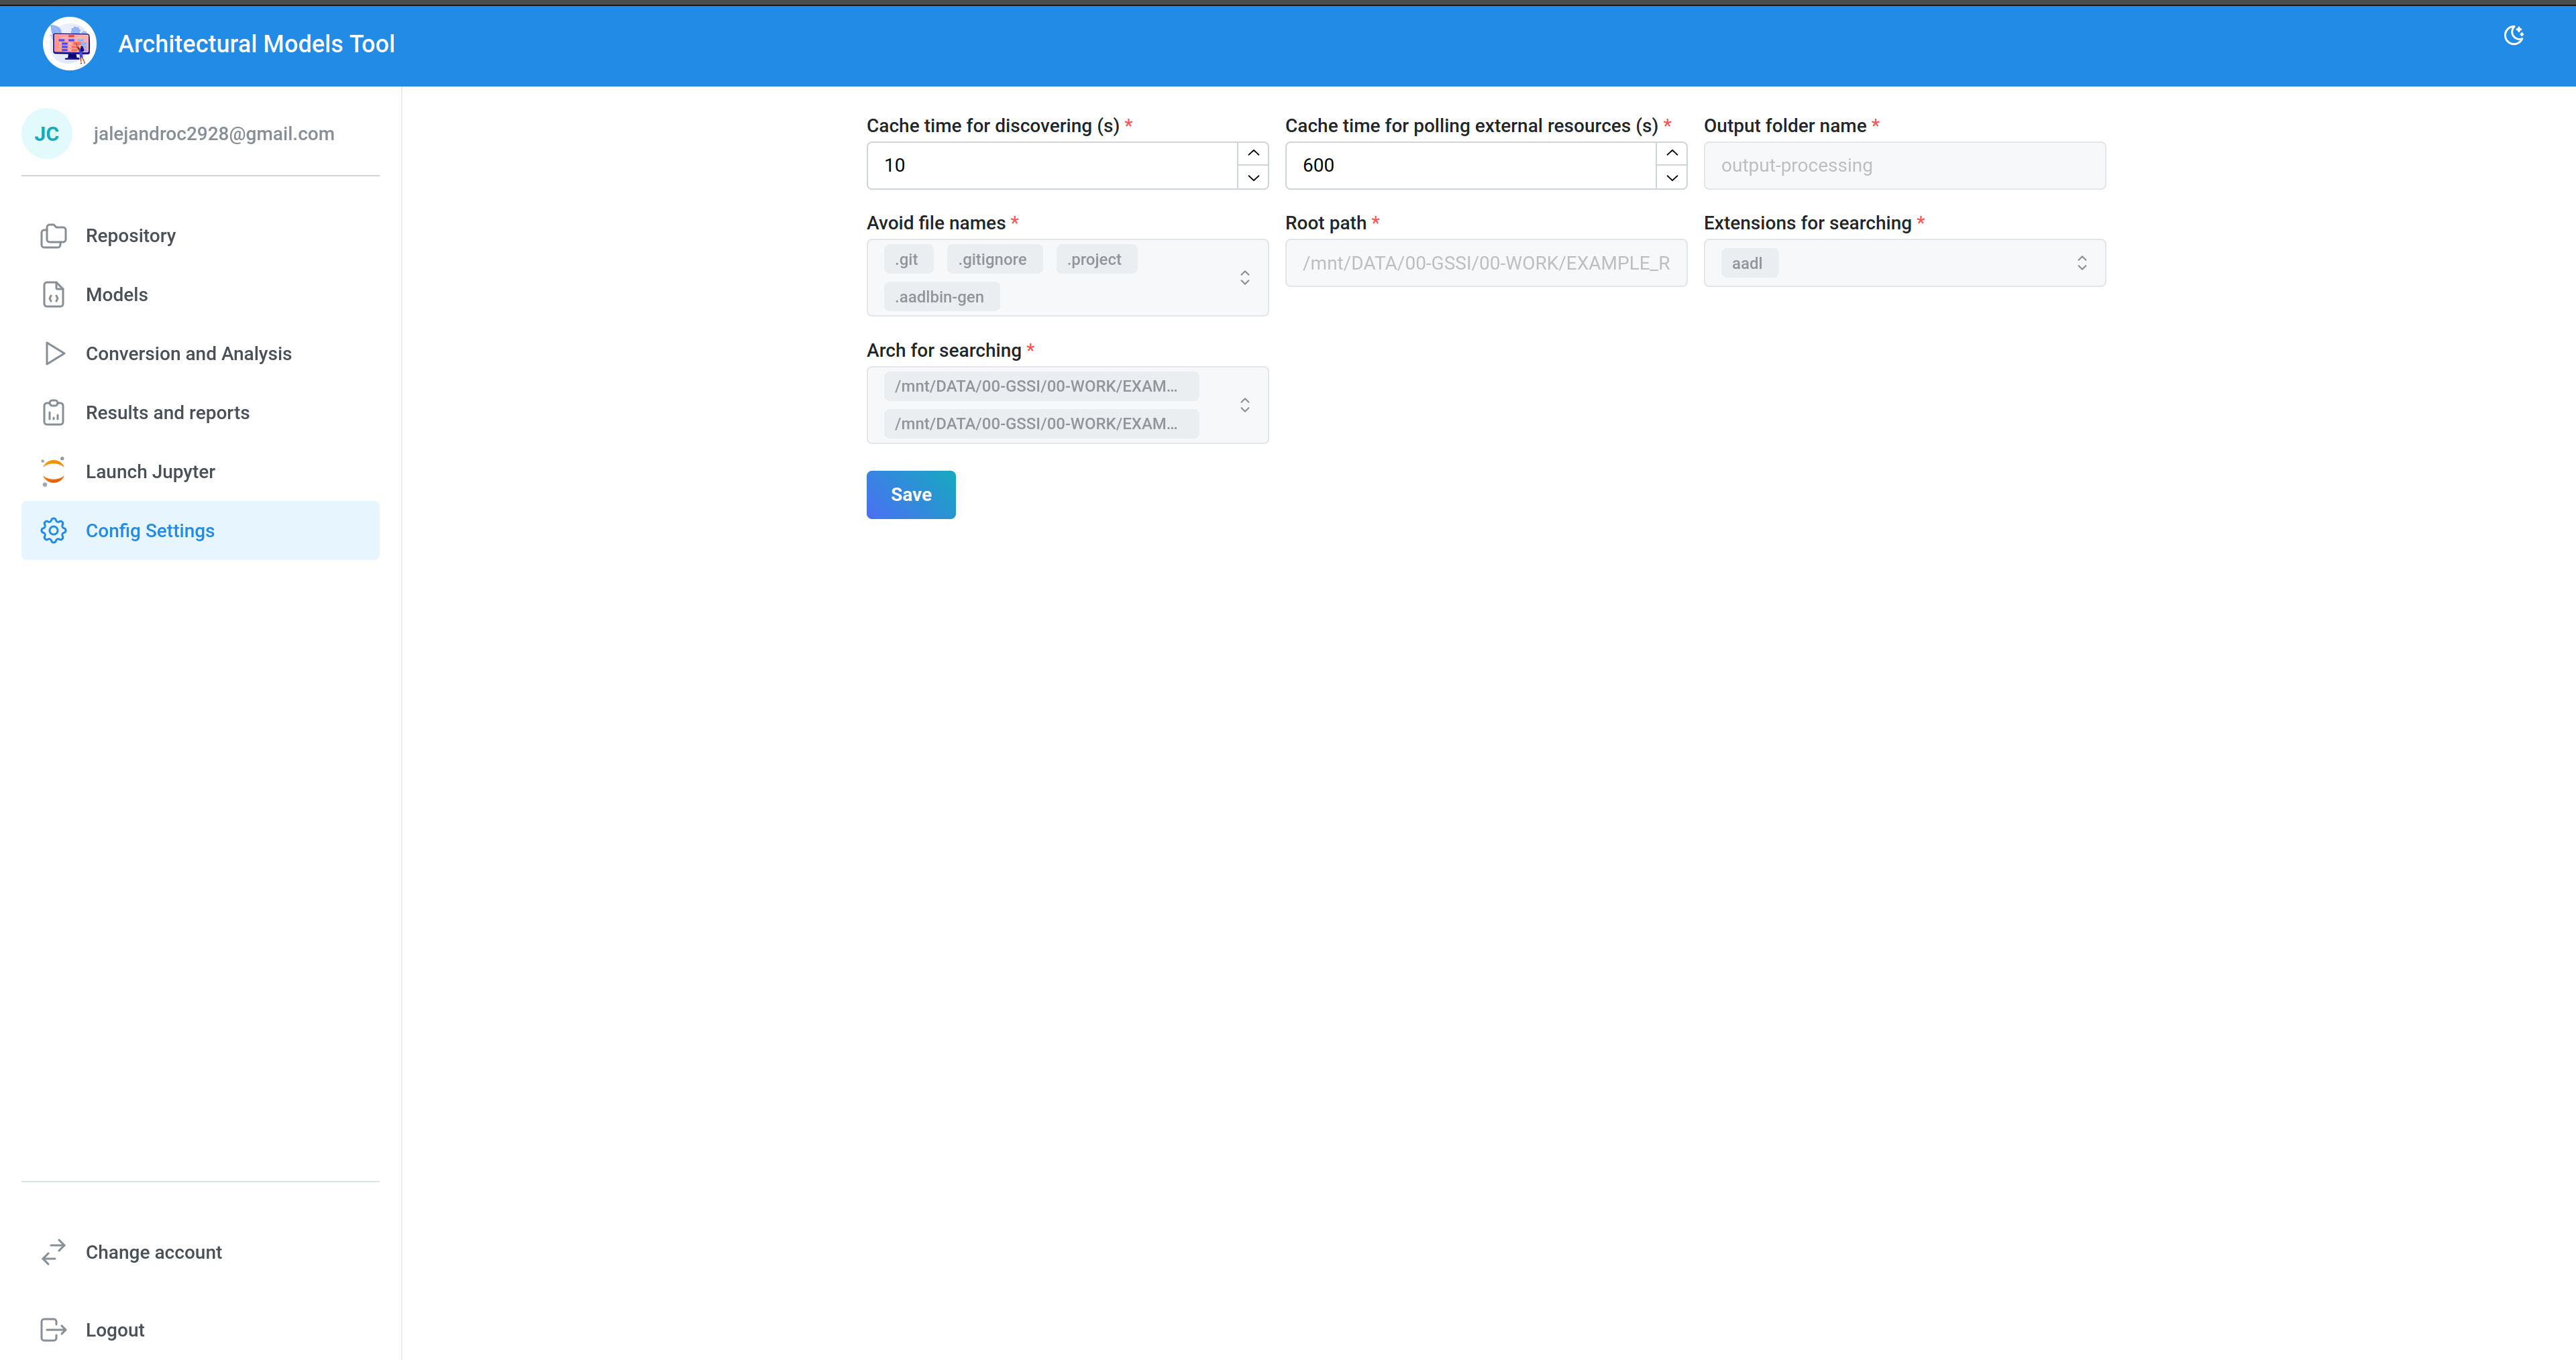 Architectural Models Tool
JC
jalejandroc2928@gmail.com
Repository
Models
Conversion and Analysis
Results and reports
Launch Jupyter
Config Settings
Change account
Logout
Cache time for discovering (s) *
10
Cache time for polling external resources (s) *
600
Output folder name *
output-processing
Avoid file names *
.git .gitignore .project
.aadlbin-gen
Root path *
/mnt/DATA/00-GSSI/00-WORK/EXAMPLE_R
Extensions for searching *
aadl
Arch for searching *
/mnt/DATA/00-GSSI/00-WORK/EXAM...
/mnt/DATA/00-GSSI/00-WORK/EXAM...
Save